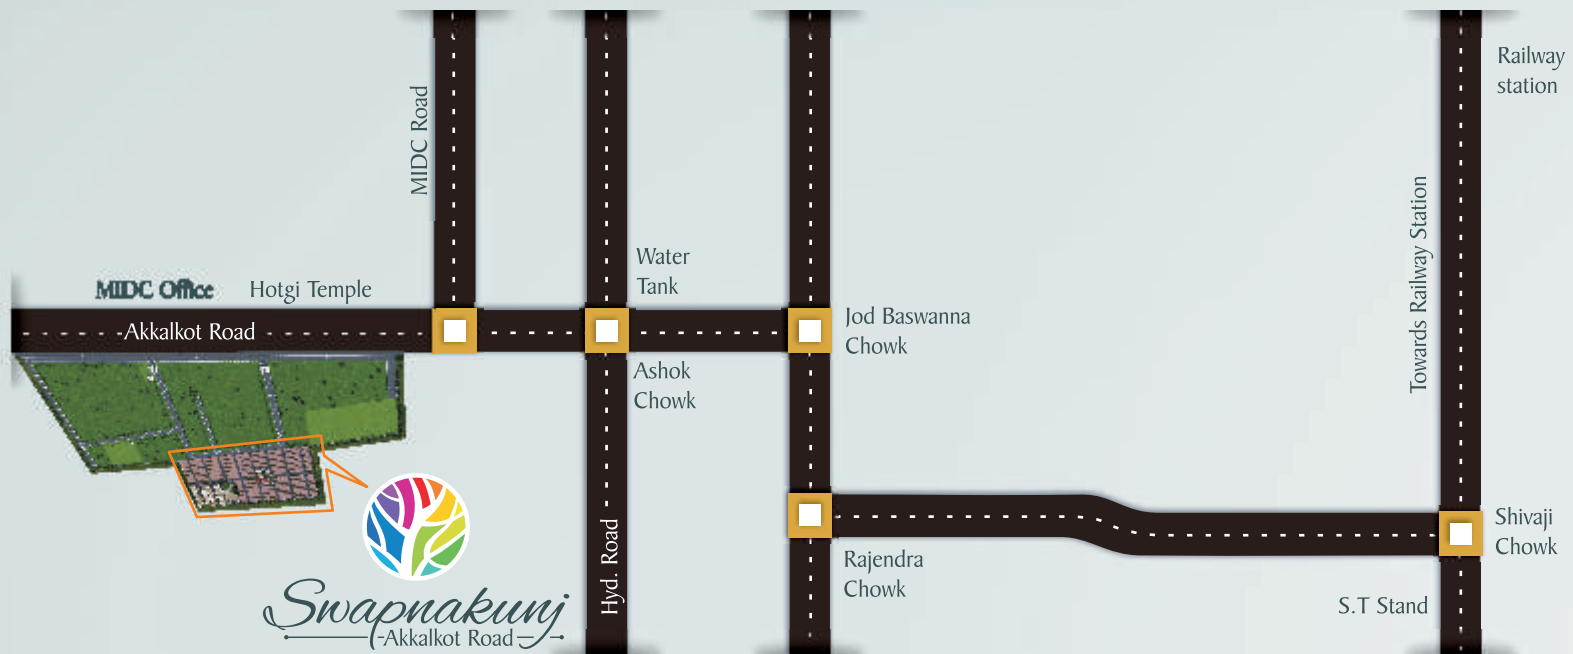 Railway
station
MIDC Road
Towards Railway Station
Water
Tank
MIDC Office
Hotgi Temple
Akkalkot Road
Jod Baswanna
Chowk
Ashok
Chowk
Hyd. Road
Rajendra
Chowk
Shivaji
Chowk
S.T Stand
Swapnakunj
Akkalkot Road